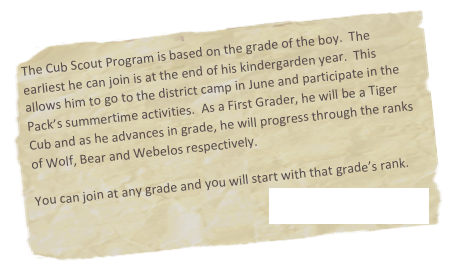 The Cub Scout Program is based on the grade of the boy.  The
earliest he can join is at the end of his kindergarden year.  This
allows him to go to the district camp in June and participate in the
Pack's summertime activities.  As a First Grader, he will be a Tiger
Cub and as he advances in grade, he will progress through the ranks
of Wolf, Bear and Webelos respectively.
You can join at any grade and you will start with that grade's rank.